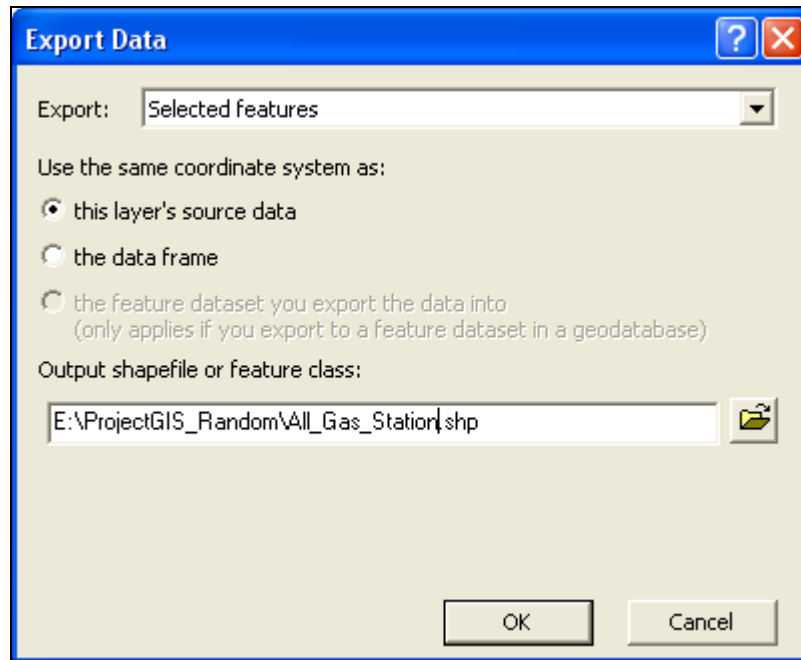 Export Data
Export: Selected features
Use the same coordinate system as:
this layer's source data
the data frame
the feature dataset you export the data into
(only applies if you export to a feature dataset in a geodatabase)
Output shapefile or feature class:
E:\ProjectGIS_Random\All_Gas_Station.shp
OK Cancel